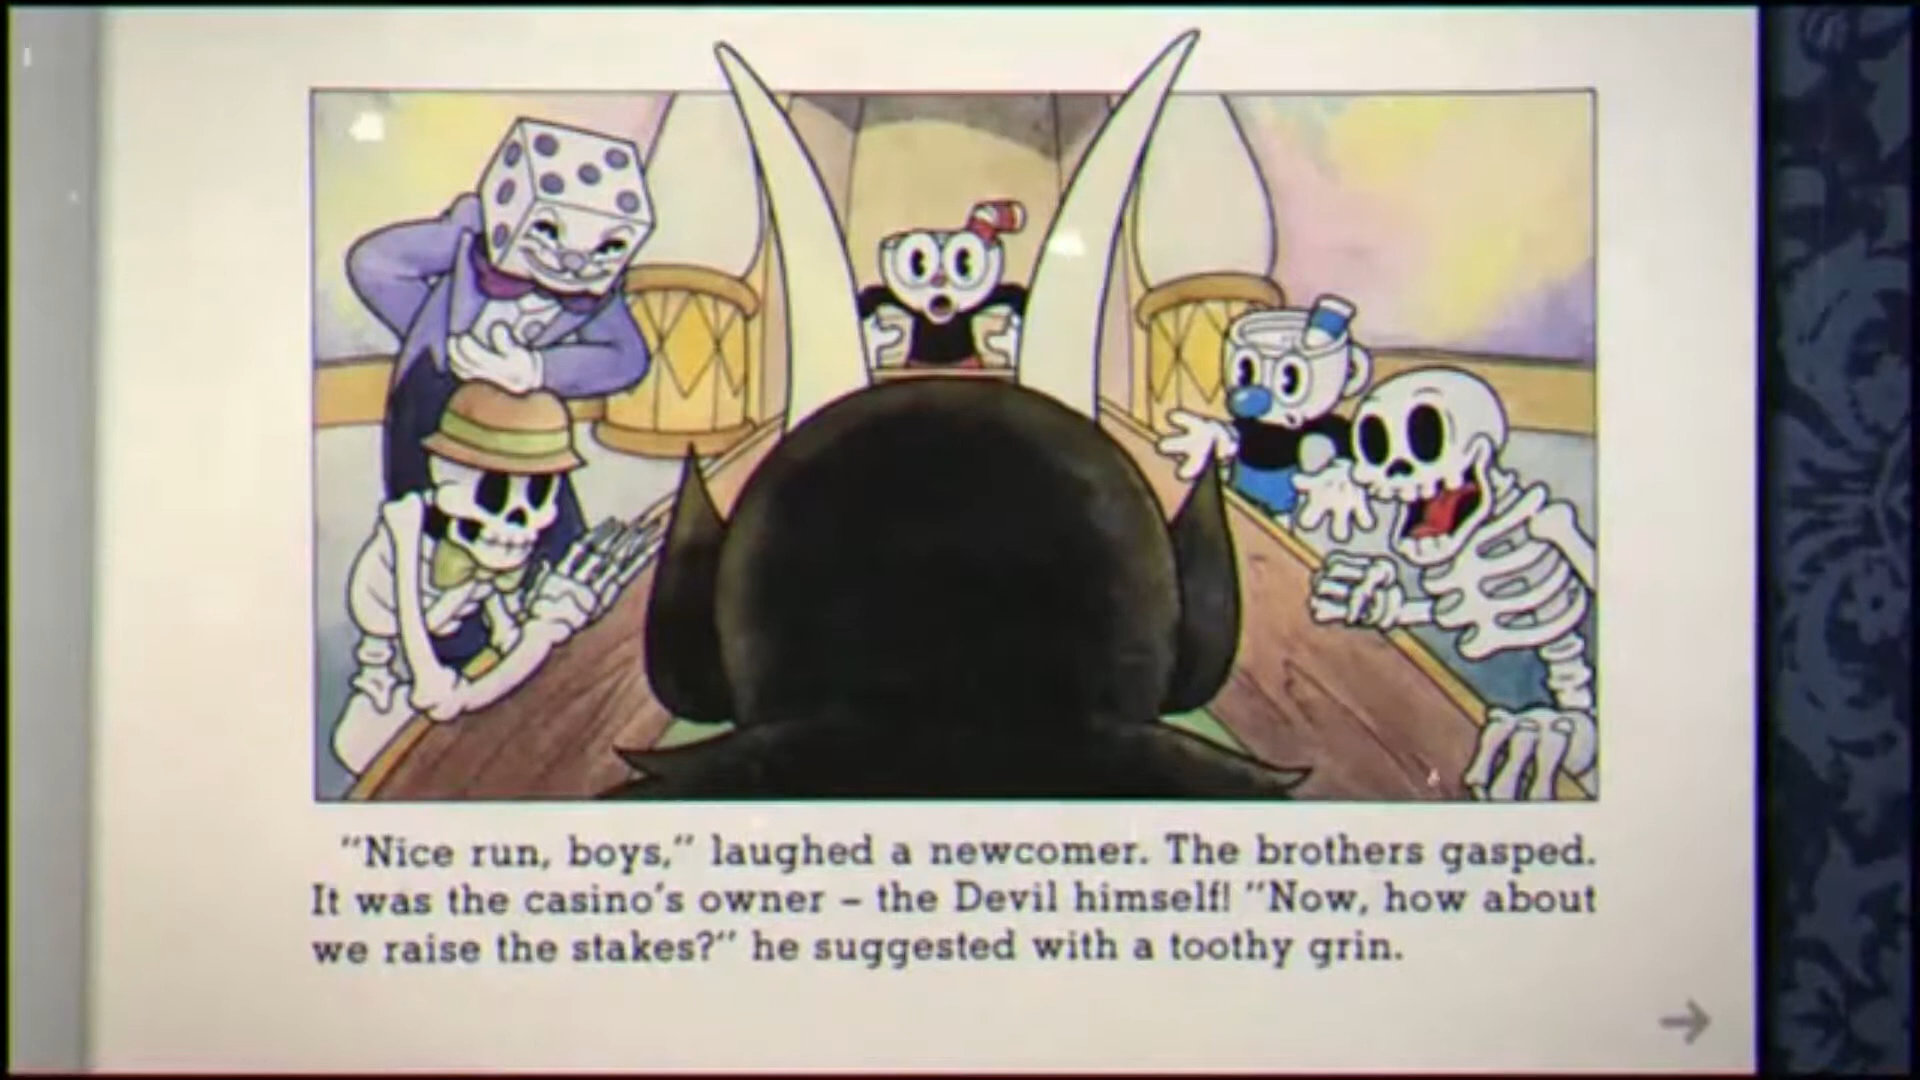 “Nice run, boys,” laughed a newcomer. The brothers gasped.
It was the casino’s owner – the Devil himself! “Now, how about
we raise the stakes?” he suggested with a toothy grin.